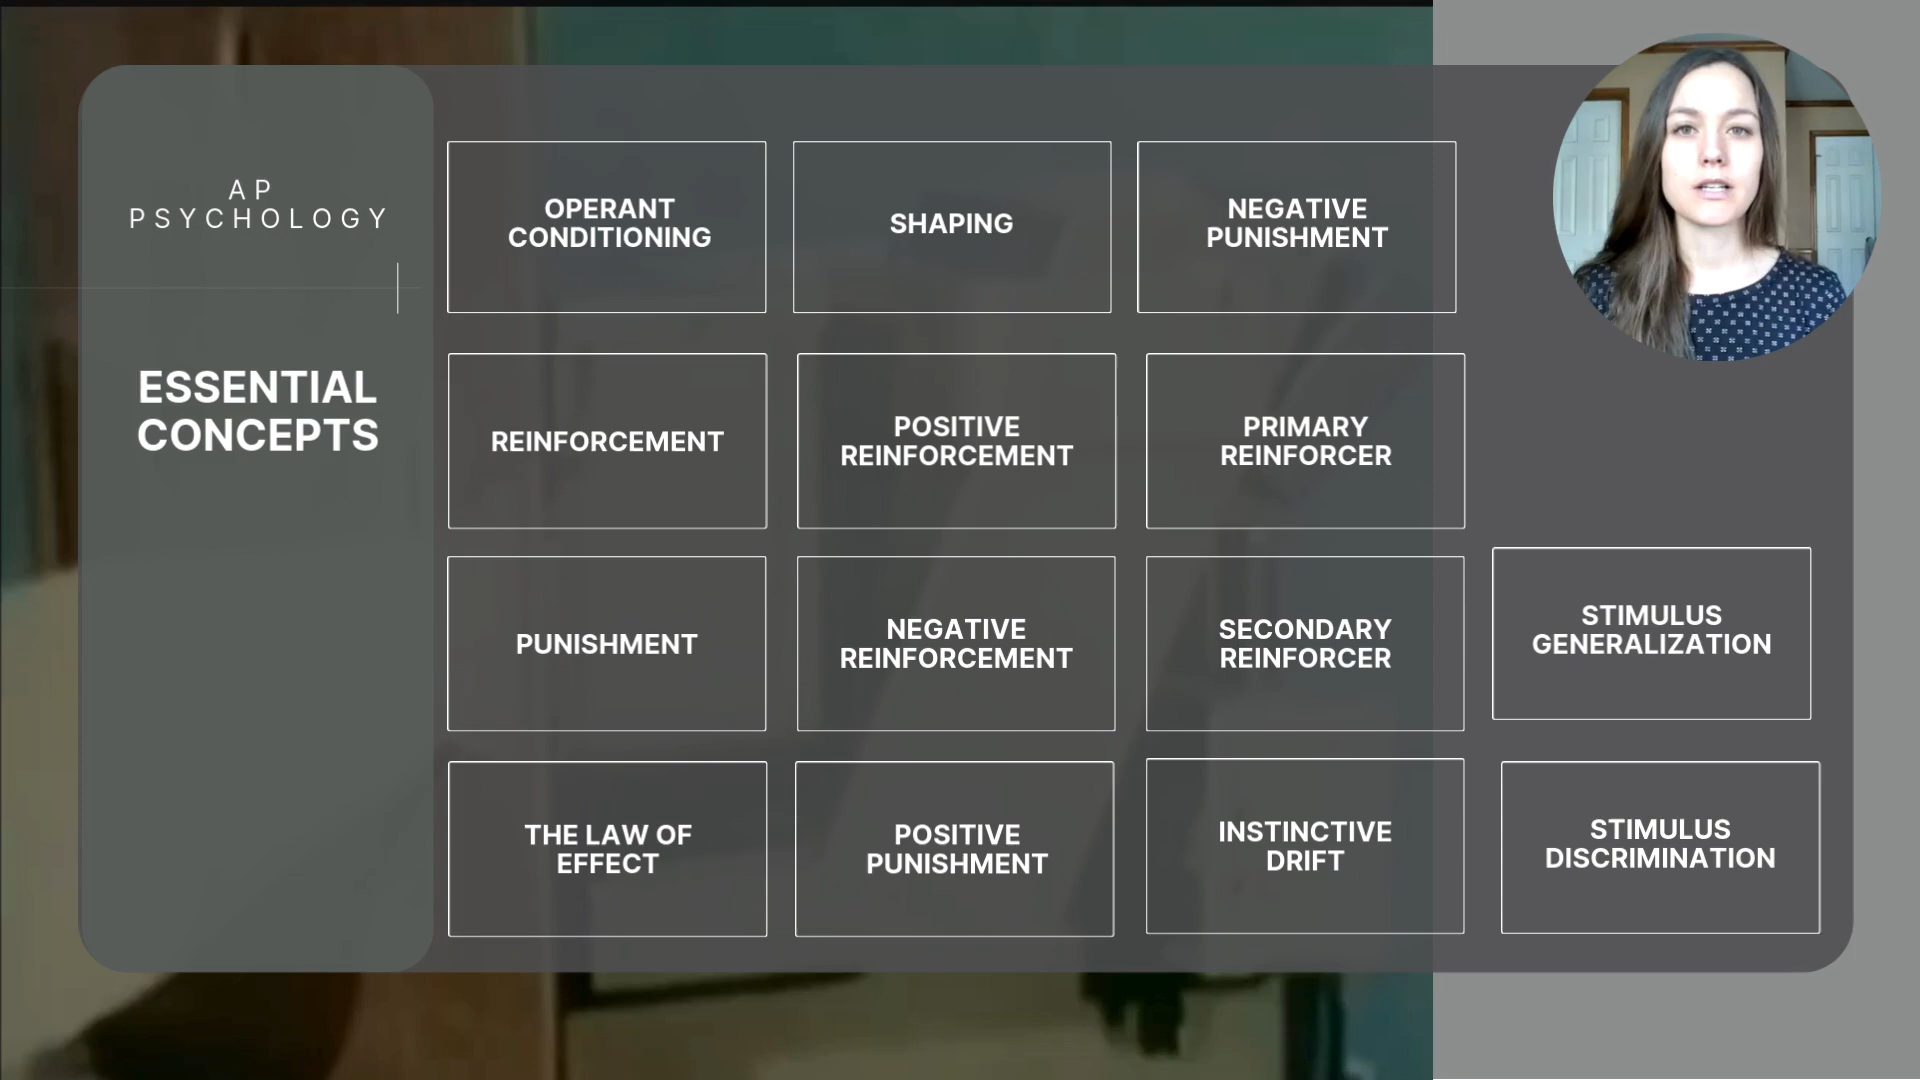 AP
PSYCHOLOGY
ESSENTIAL
CONCEPTS
OPERANT
CONDITIONING
SHAPING
NEGATIVE
PUNISHMENT
REINFORCEMENT
POSITIVE
REINFORCEMENT
PRIMARY
REINFORCER
PUNISHMENT
NEGATIVE
REINFORCEMENT
SECONDARY
REINFORCER
STIMULUS
GENERALIZATION
THE LAW OF
EFFECT
POSITIVE
PUNISHMENT
INSTINCTIVE
DRIFT
STIMULUS
DISCRIMINATION